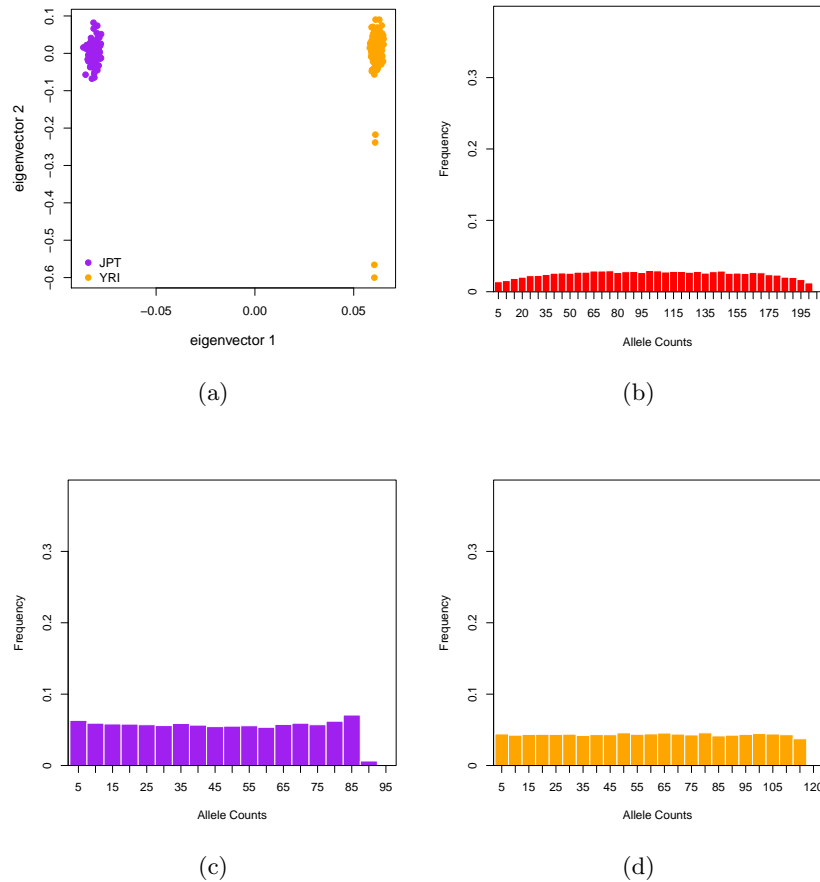 0.1
0.0
−0.1
−0.2
−0.3
−0.4
−0.5
−0.6
eigenvector 2
JPT
YRI
−0.05 0.00 0.05
eigenvector 1
(a)
0.3
0.2
0.1
0
Frequency
5 20 35 50 65 80 95 115 135 155 175 195
Allele Counts
(b)
0.3
0.2
0.1
0
Frequency
5 15 25 35 45 55 65 75 85 95
Allele Counts
(c)
0.3
0.2
0.1
0
Frequency
5 15 25 35 45 55 65 75 85 95 105 120
Allele Counts
(d)